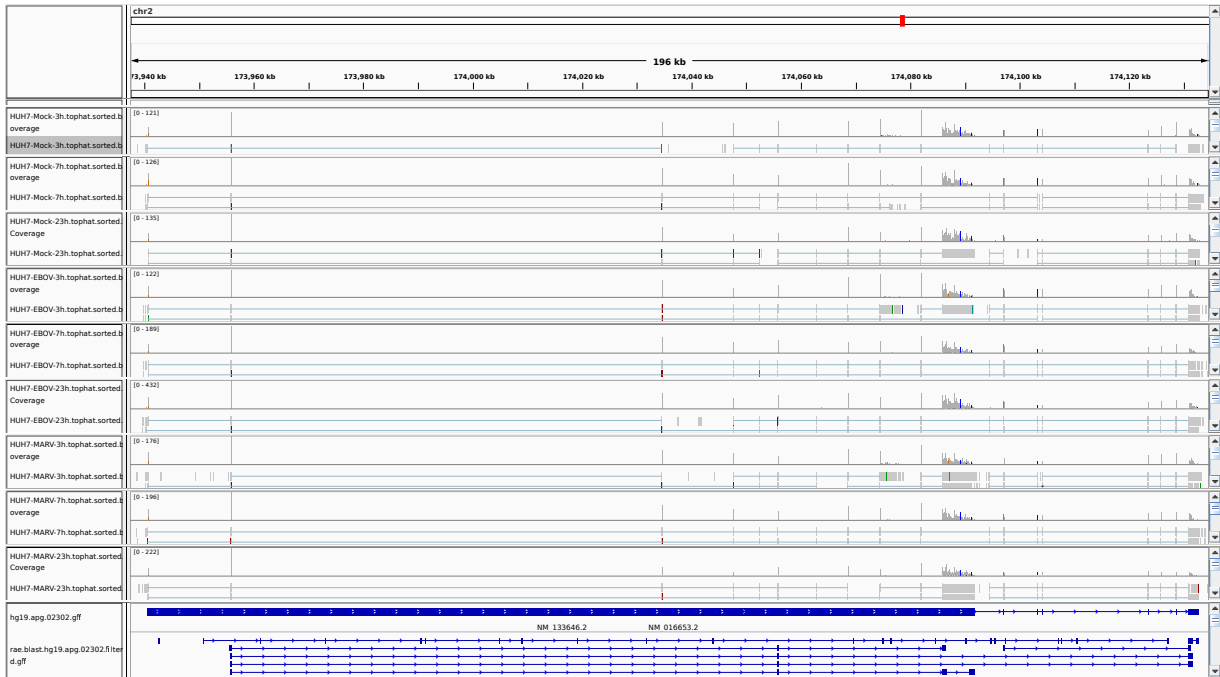 chr2
196 kb
73,940 kb 173,960 kb 173,980 kb 174,000 kb 174,020 kb 174,040 kb 174,060 kb 174,080 kb 174,100 kb 174,120 kb
HUH7-Mock-3h.tophat.sorted.b [0 - 121]
overage
HUH7-Mock-3h.tophat.sorted.b
HUH7-Mock-7h.tophat.sorted.b [0 - 126]
overage
HUH7-Mock-7h.tophat.sorted.b
HUH7-Mock-23h.tophat.sorted. [0 - 135]
Coverage
HUH7-Mock-23h.tophat.sorted.
HUH7-EBOV-3h.tophat.sorted.b [0 - 122]
overage
HUH7-EBOV-3h.tophat.sorted.b
HUH7-EBOV-7h.tophat.sorted.b [0 - 189]
overage
HUH7-EBOV-7h.tophat.sorted.b
HUH7-EBOV-23h.tophat.sorted. [0 - 432]
Coverage
HUH7-EBOV-23h.tophat.sorted.
HUH7-MARV-3h.tophat.sorted.b [0 - 176]
overage
HUH7-MARV-3h.tophat.sorted.b
HUH7-MARV-7h.tophat.sorted.b [0 - 196]
overage
HUH7-MARV-7h.tophat.sorted.b
HUH7-MARV-23h.tophat.sorted. [0 - 222]
Coverage
HUH7-MARV-23h.tophat.sorted.
hg19.apg.02302.gff
NM_133646.2 NM_016653.2
rae.blast.hg19.apg.02302.filter
d.gff